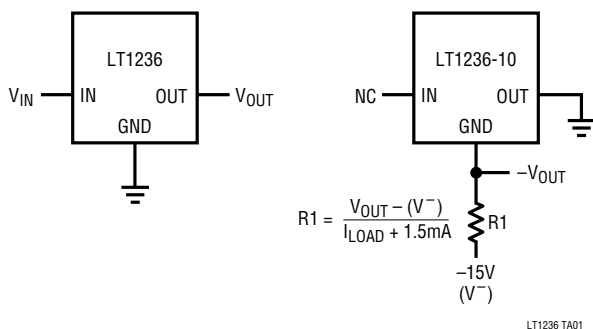 LT1236
V_IN IN OUT V_OUT
GND
LT1236-10
NC IN OUT
GND
–V_OUT
R1 = V_OUT – (V⁻) / I_LOAD + 1.5mA
R1
–15V
(V⁻)
LT1236 TA01